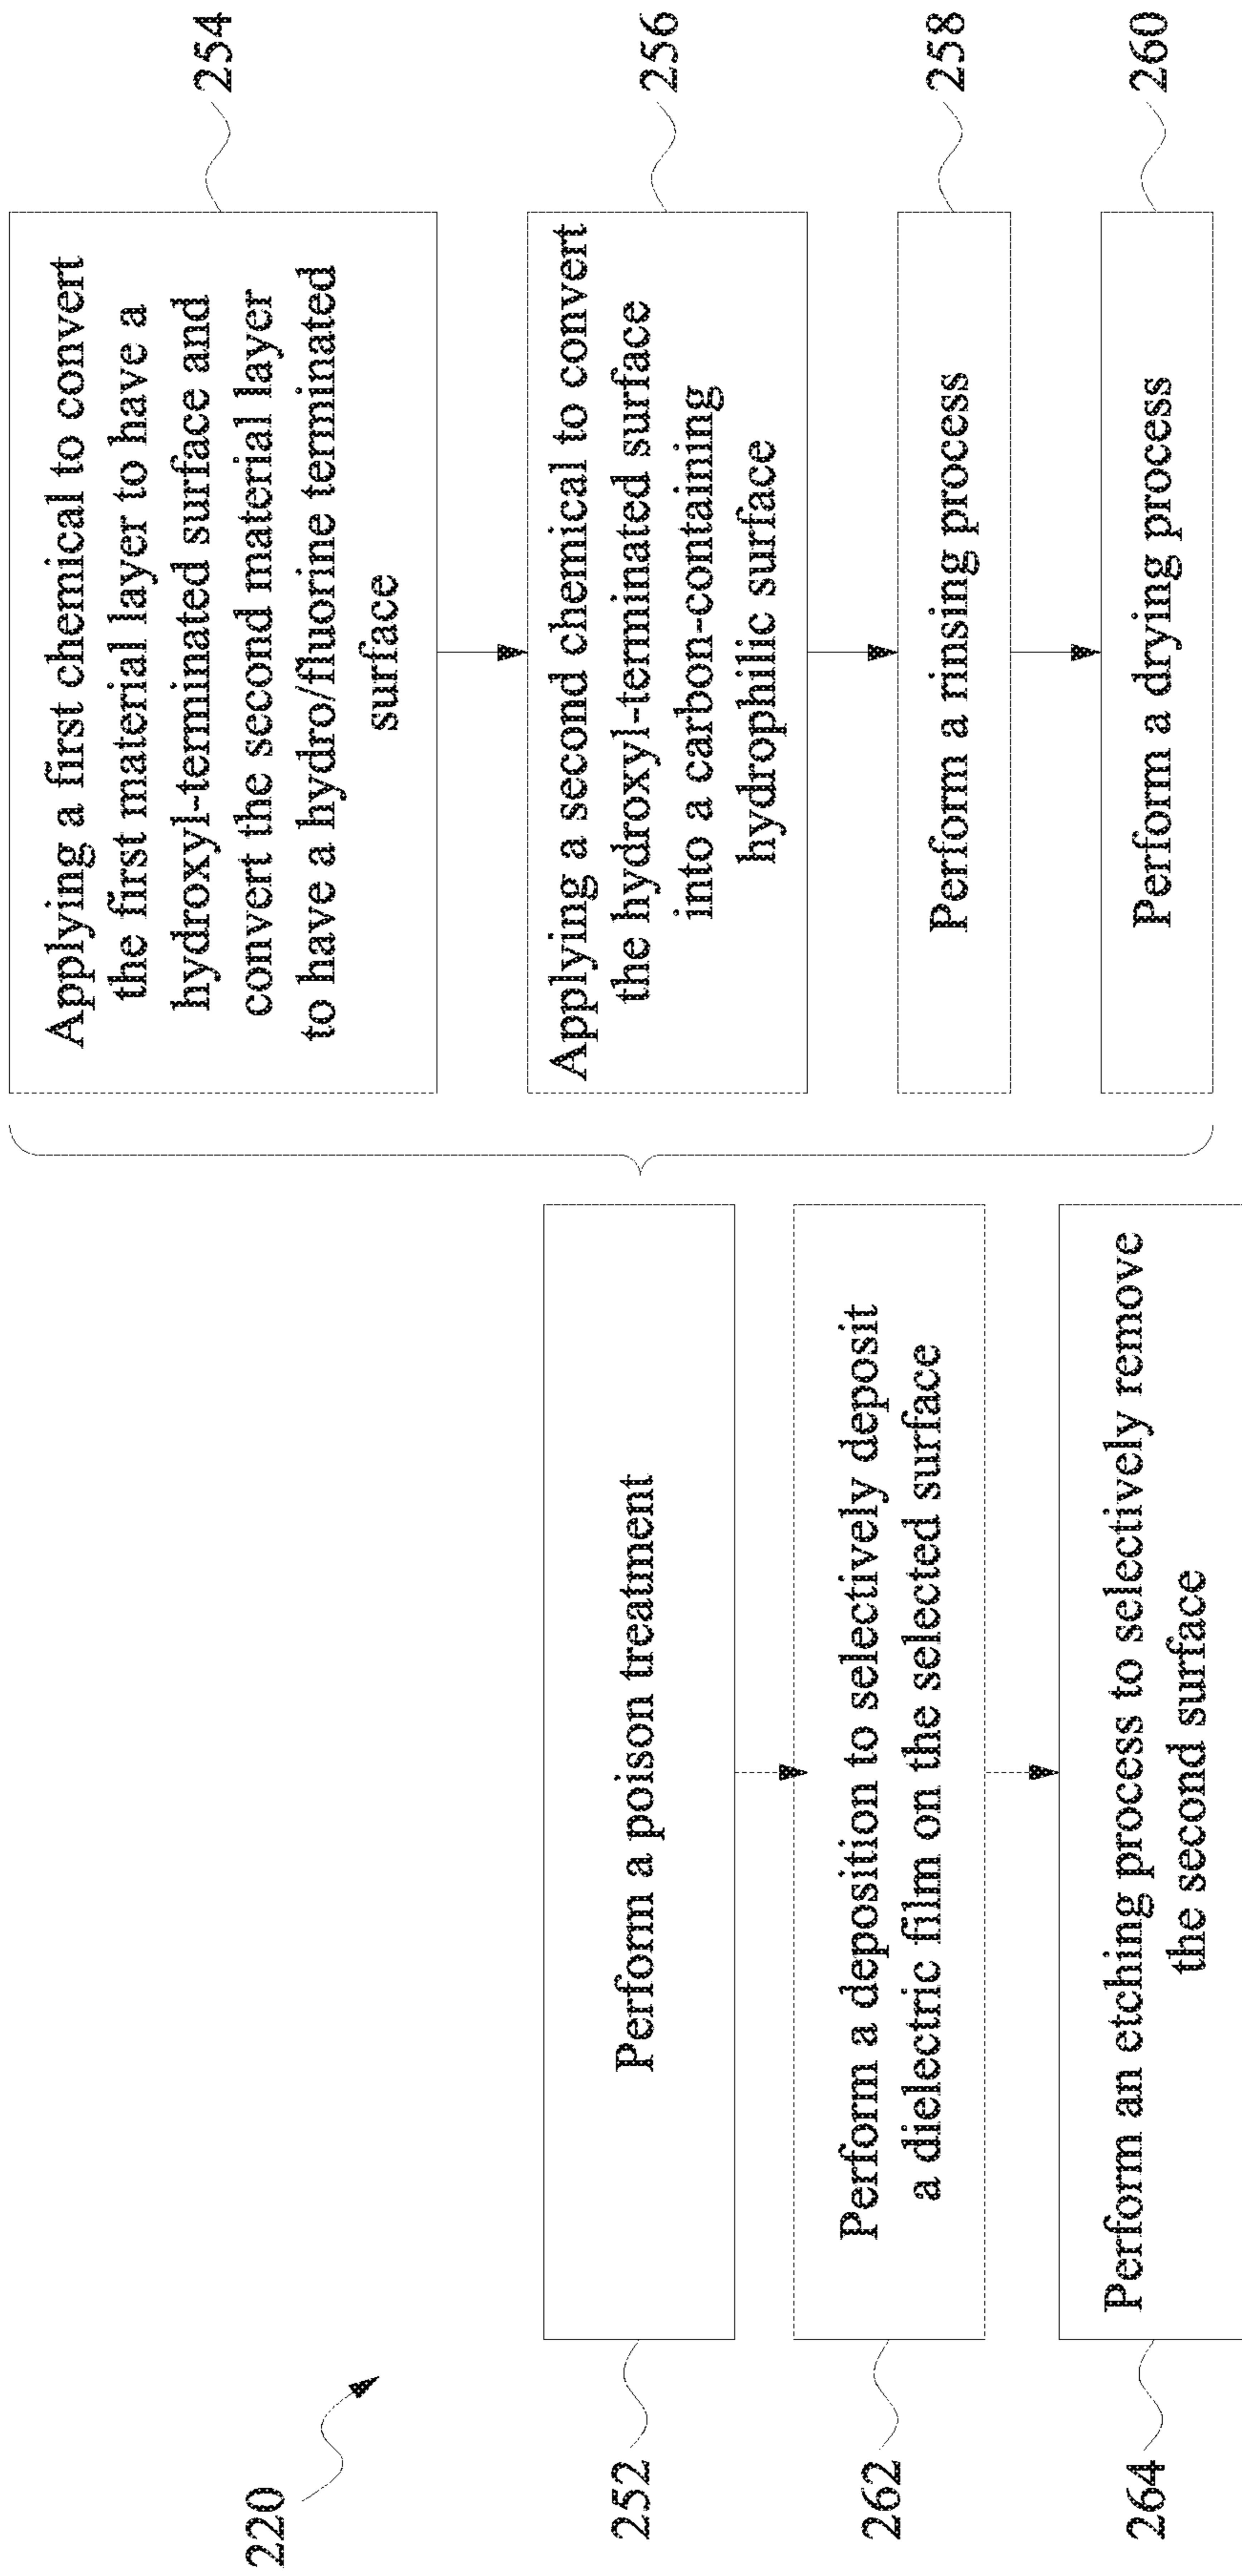 220
252
Perform a poison treatment
262
Perform a deposition to selectively deposit
a dielectric film on the selected surface
264
Perform an etching process to selectively remove
the second surface
Applying a first chemical to convert
the first material layer to have a
hydroxyl-terminated surface and
convert the second material layer
to have a hydro/fluorine terminated
surface
254
Applying a second chemical to convert
the hydroxyl-terminated surface
into a carbon-containing
hydrophilic surface
256
Perform a rinsing process
258
Perform a drying process
260